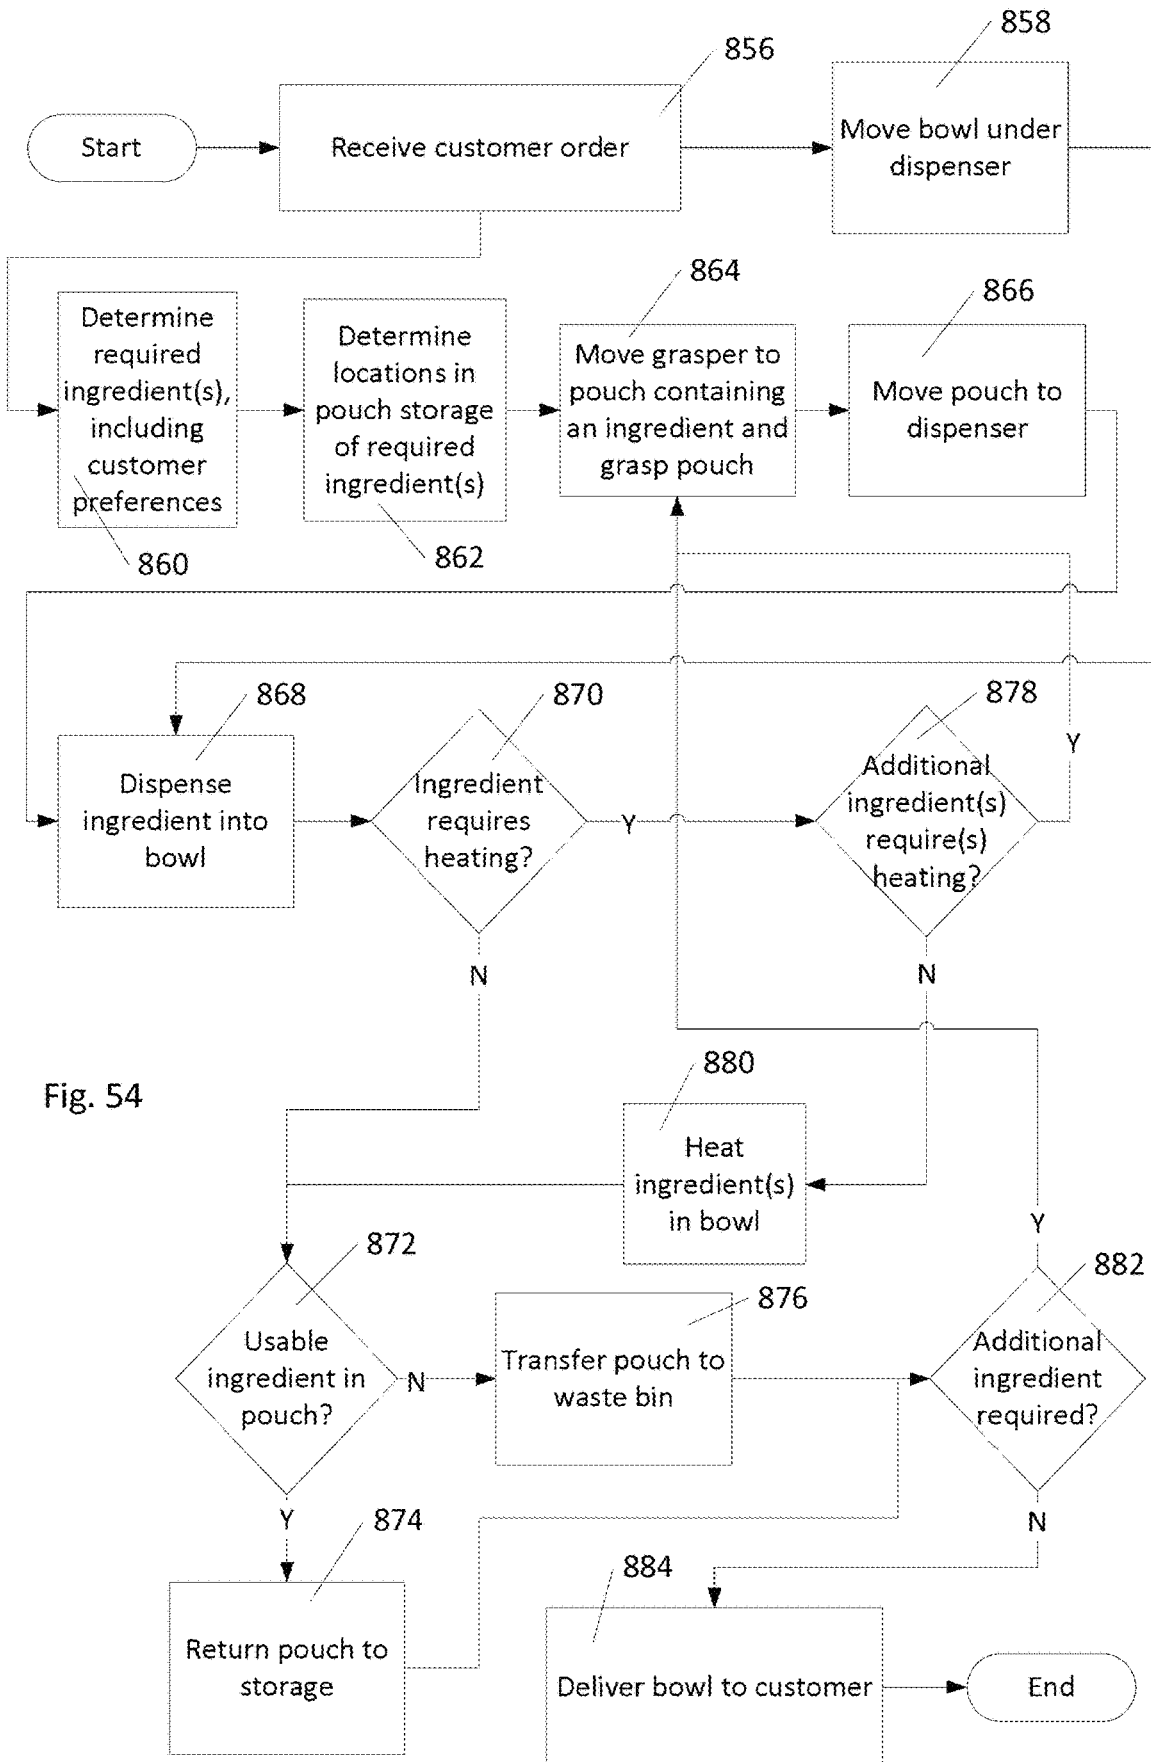 858
856
Start
Receive customer order
Move bowl under
dispenser
864
866
Determine
required
ingredient(s),
including
customer
preferences
Determine
locations in
pouch storage
of required
ingredient(s)
Move grasper to
pouch containing
an ingredient and
grasp pouch
Move pouch to
dispenser
860
862
868
870
878
Y
Dispense
ingredient into
bowl
Ingredient
requires
heating?
Y
Additional
ingredient(s)
require(s)
heating?
N
N
Fig. 54
880
Heat
ingredient(s)
in bowl
Y
872
882
876
Usable
ingredient in
pouch?
N
Transfer pouch to
waste bin
Additional
ingredient
required?
Y
874
N
884
Return pouch to
storage
Deliver bowl to customer
End